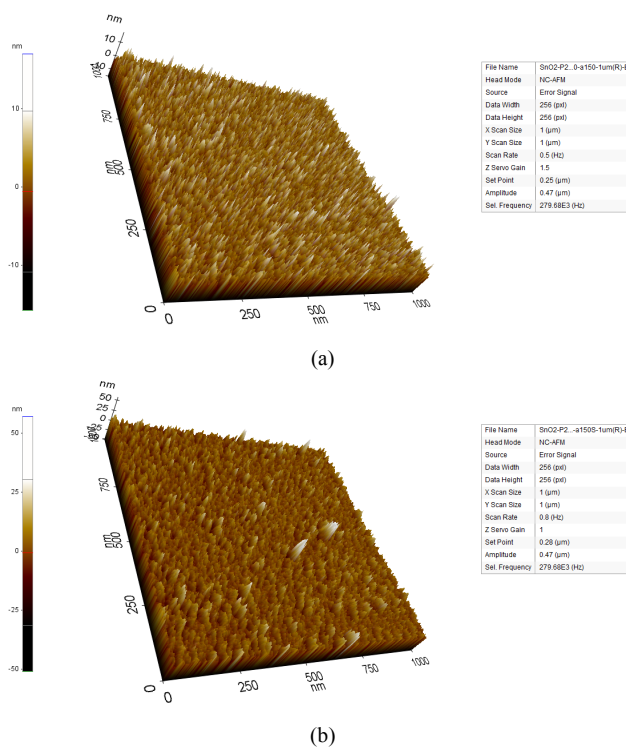 nm
10
0
-10
nm
10
0
750
500
nm
250
0
0
250
500
nm
750
1000
File Name SnO2-P2...0-a150-1um(R)-E
Head Mode NC-AFM
Source Error Signal
Data Width 256 (pxl)
Data Height 256 (pxl)
X Scan Size 1 (μm)
Y Scan Size 1 (μm)
Scan Rate 0.5 (Hz)
Z Servo Gain 1.5
Set Point 0.25 (μm)
Amplitude 0.47 (μm)
Sel. Frequency 279.68E3 (Hz)
(a)
nm
50
25
0
-25
-50
nm
50
25
0
-25
750
500
nm
250
0
0
250
500
nm
750
1000
File Name SnO2-P2...-a150S-1um(R)-E
Head Mode NC-AFM
Source Error Signal
Data Width 256 (pxl)
Data Height 256 (pxl)
X Scan Size 1 (μm)
Y Scan Size 1 (μm)
Scan Rate 0.8 (Hz)
Z Servo Gain 1
Set Point 0.28 (μm)
Amplitude 0.47 (μm)
Sel. Frequency 279.68E3 (Hz)
(b)